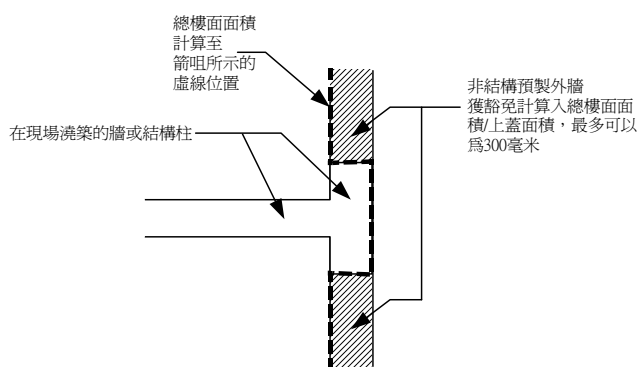 總樓面面積
計算至
箭咀所示的
虛線位置
在現場澆築的牆或結構柱
非結構預製外牆
獲豁免計算入總樓面面
積/上蓋面積，最多可以
爲300毫米